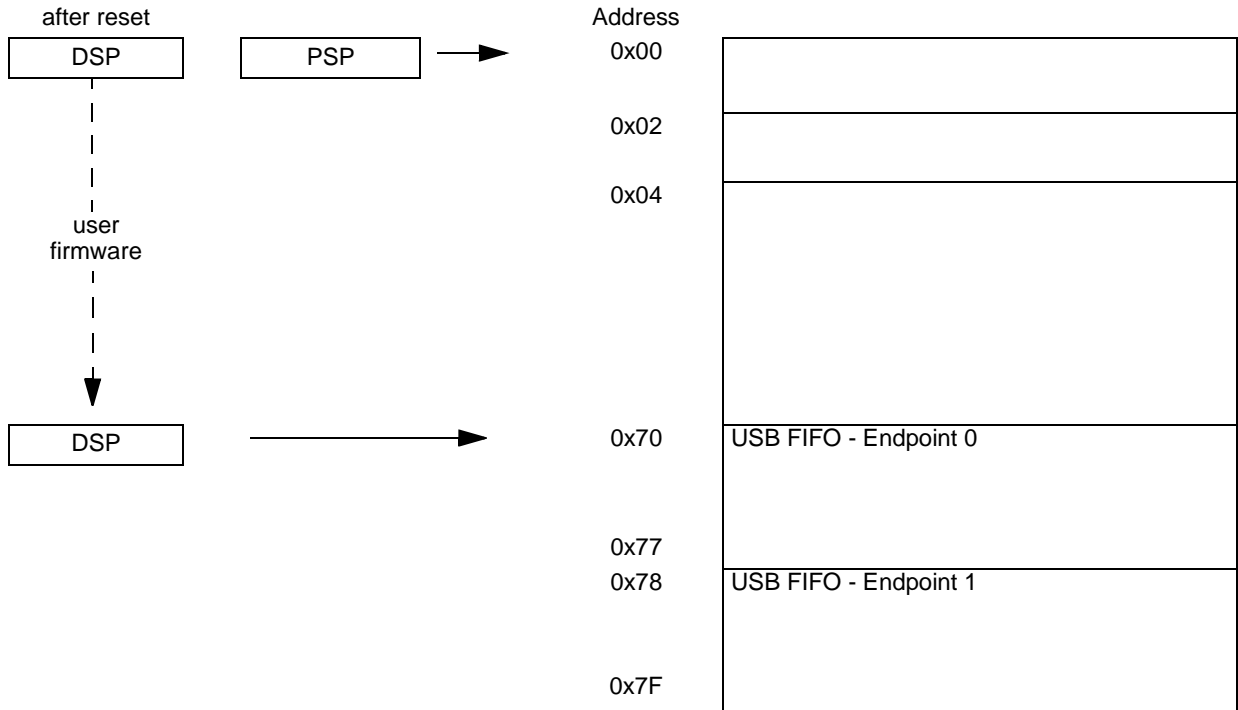 after reset
Address
DSP
PSP
0x00
0x02
0x04
user
firmware
DSP
0x70
USB FIFO - Endpoint 0
0x77
0x78
USB FIFO - Endpoint 1
0x7F